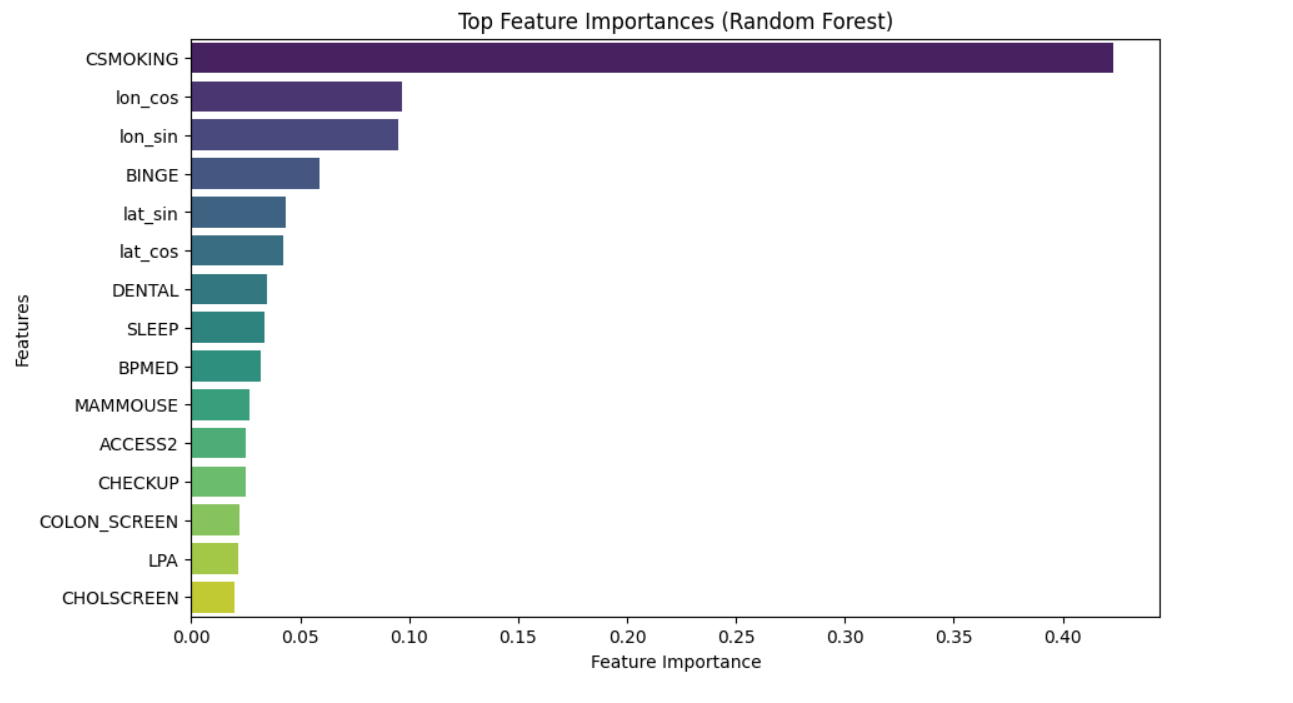 Top Feature Importances (Random Forest)
CSMOKING
lon_cos
lon_sin
BINGE
lat_sin
lat_cos
DENTAL
SLEEP
BPMED
MAMMOUSE
ACCESS2
CHECKUP
COLON_SCREEN
LPA
CHOLSCREEN
Features
0.00 0.05 0.10 0.15 0.20 0.25 0.30 0.35 0.40
Feature Importance